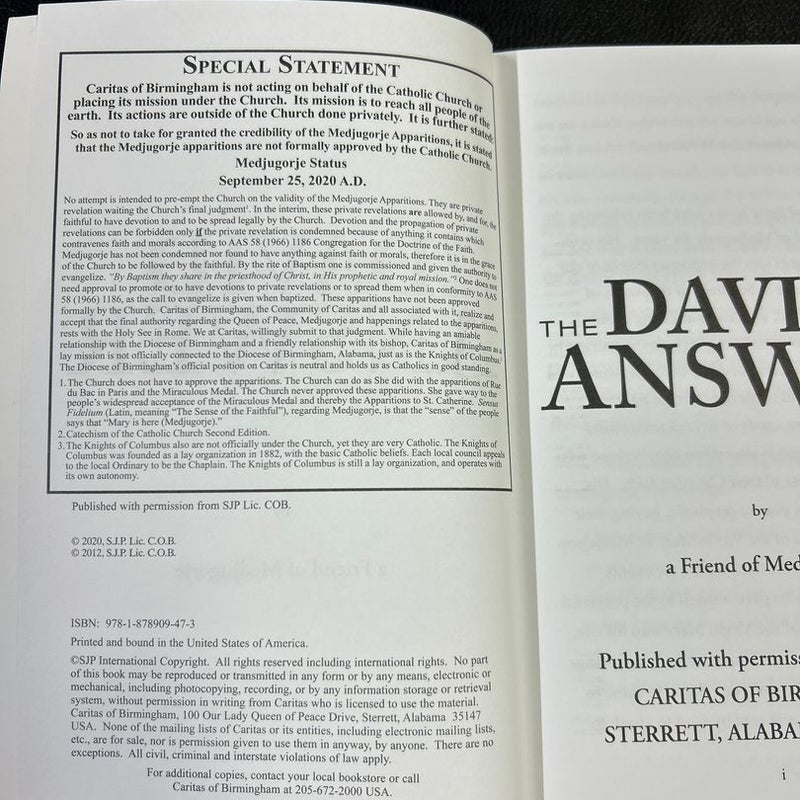 SPECIAL STATEMENT
Caritas of Birmingham is not acting on behalf of the Catholic Church or
placing its mission under the Church. Its mission is to reach all people of the
earth. Its actions are outside of the Church done privately. It is further stated:
So as not to take for granted the credibility of the Medjugorje Apparitions, it is stated
that the Medjugorje apparitions are not formally approved by the Catholic Church.
Medjugorje Status
September 25, 2020 A.D.
No attempt is intended to pre-empt the Church on the validity of the Medjugorje Apparitions. They are private
revelation waiting the Church's final judgment¹. In the interim, these private revelations are allowed by, and for, the
faithful to have devotion to and to spread legally by the Church. Devotion and the propagation of private
revelations can be forbidden only if the private revelation is condemned because of anything it contains which
contravenes faith and morals according to AAS 58 (1966) 1186 Congregation for the Doctrine of the Faith.
Medjugorje has not been condemned nor found to have anything against faith or morals, therefore it is in the grace
of the Church to be followed by the faithful. By the rite of Baptism one is commissioned and given the authority to
evangelize. "By Baptism they share in the priesthood of Christ, in His prophetic and royal mission."² One does not
need approval to promote or to have devotions to private revelations or to spread them when in conformity to AAS
58 (1966) 1186, as the call to evangelize is given when baptized. These apparitions have not been approved
formally by the Church. Caritas of Birmingham, the Community of Caritas and all associated with it, realize and
accept that the final authority regarding the Queen of Peace, Medjugorje and happenings related to the apparitions,
rests with the Holy See in Rome. We at Caritas, willingly submit to that judgment. While having an amiable
relationship with the Diocese of Birmingham and a friendly relationship with its bishop, Caritas of Birmingham as a
lay mission is not officially connected to the Diocese of Birmingham, Alabama, just as is the Knights of Columbus.³
The Diocese of Birmingham's official position on Caritas is neutral and holds us as Catholics in good standing.
1. The Church does not have to approve the apparitions. The Church can do as She did with the apparitions of Rue
du Bac in Paris and the Miraculous Medal. The Church never approved these apparitions. She gave way to the
people's widespread acceptance of the Miraculous Medal and thereby the Apparitions to St. Catherine. Sensus
Fidelium (Latin, meaning "The Sense of the Faithful"), regarding Medjugorje, is that the "sense" of the people
says that "Mary is here (Medjugorje)."
2. Catechism of the Catholic Church Second Edition.
3. The Knights of Columbus also are not officially under the Church, yet they are very Catholic. The Knights of
Columbus was founded as a lay organization in 1882, with the basic Catholic beliefs. Each local council appeals
to the local Ordinary to be the Chaplain. The Knights of Columbus is still a lay organization, and operates with
its own autonomy.
Published with permission from SJP Lic. COB.
© 2020, S.J.P. Lic. C.O.B.
© 2012, S.J.P. Lic. C.O.B.
ISBN: 978-1-878909-47-3
Printed and bound in the United States of America.
©SJP International Copyright. All rights reserved including international rights. No part
of this book may be reproduced or transmitted in any form or by any means, electronic or
mechanical, including photocopying, recording, or by any information storage or retrieval
system, without permission in writing from Caritas who is licensed to use the material.
Caritas of Birmingham, 100 Our Lady Queen of Peace Drive, Sterrett, Alabama 35147
USA. None of the mailing lists of Caritas or its entities, including electronic mailing lists,
etc., are for sale, nor is permission given to use them in anyway, by anyone. There are no
exceptions. All civil, criminal and interstate violations of law apply.
For additional copies, contact your local bookstore or call
Caritas of Birmingham at 205-672-2000 USA.
THE DAVI
ANSW
by
a Friend of Med
Published with permiss
CARITAS OF BIR
STERRETT, ALABA
i